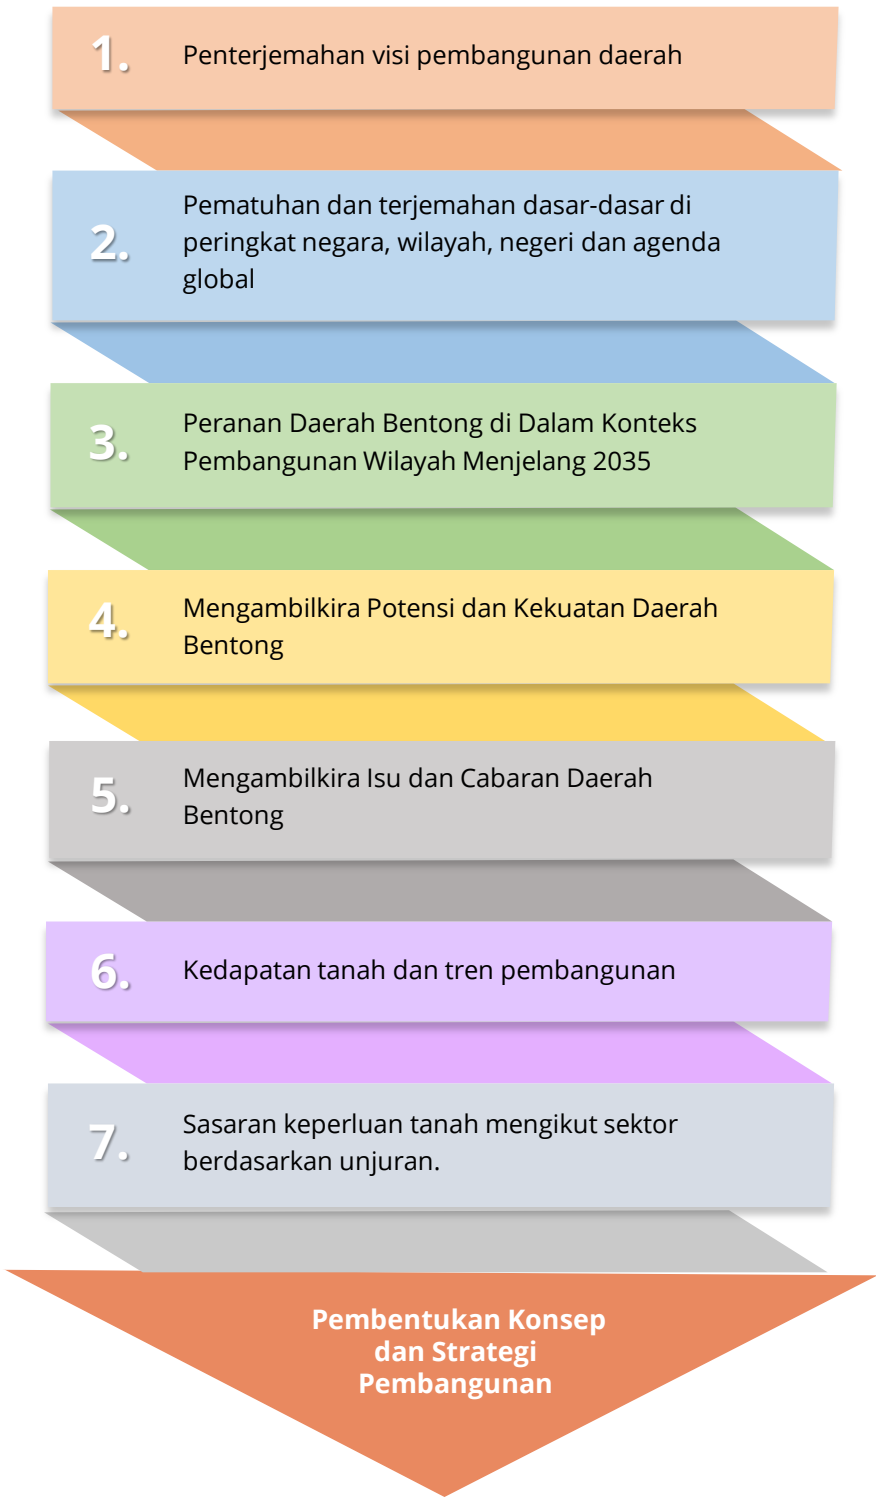 1.
Penterjemahan visi pembangunan daerah
2.
Pematuhan dan terjemahan dasar-dasar di
peringkat negara, wilayah, negeri dan agenda
global
3.
Peranan Daerah Bentong di Dalam Konteks
Pembangunan Wilayah Menjelang 2035
4.
Mengambilkira Potensi dan Kekuatan Daerah
Bentong
5.
Mengambilkira Isu dan Cabaran Daerah
Bentong
6.
Kedapatan tanah dan tren pembangunan
7.
Sasaran keperluan tanah mengikut sektor
berdasarkan unjuran.
Pembentukan Konsep
dan Strategi
Pembangunan